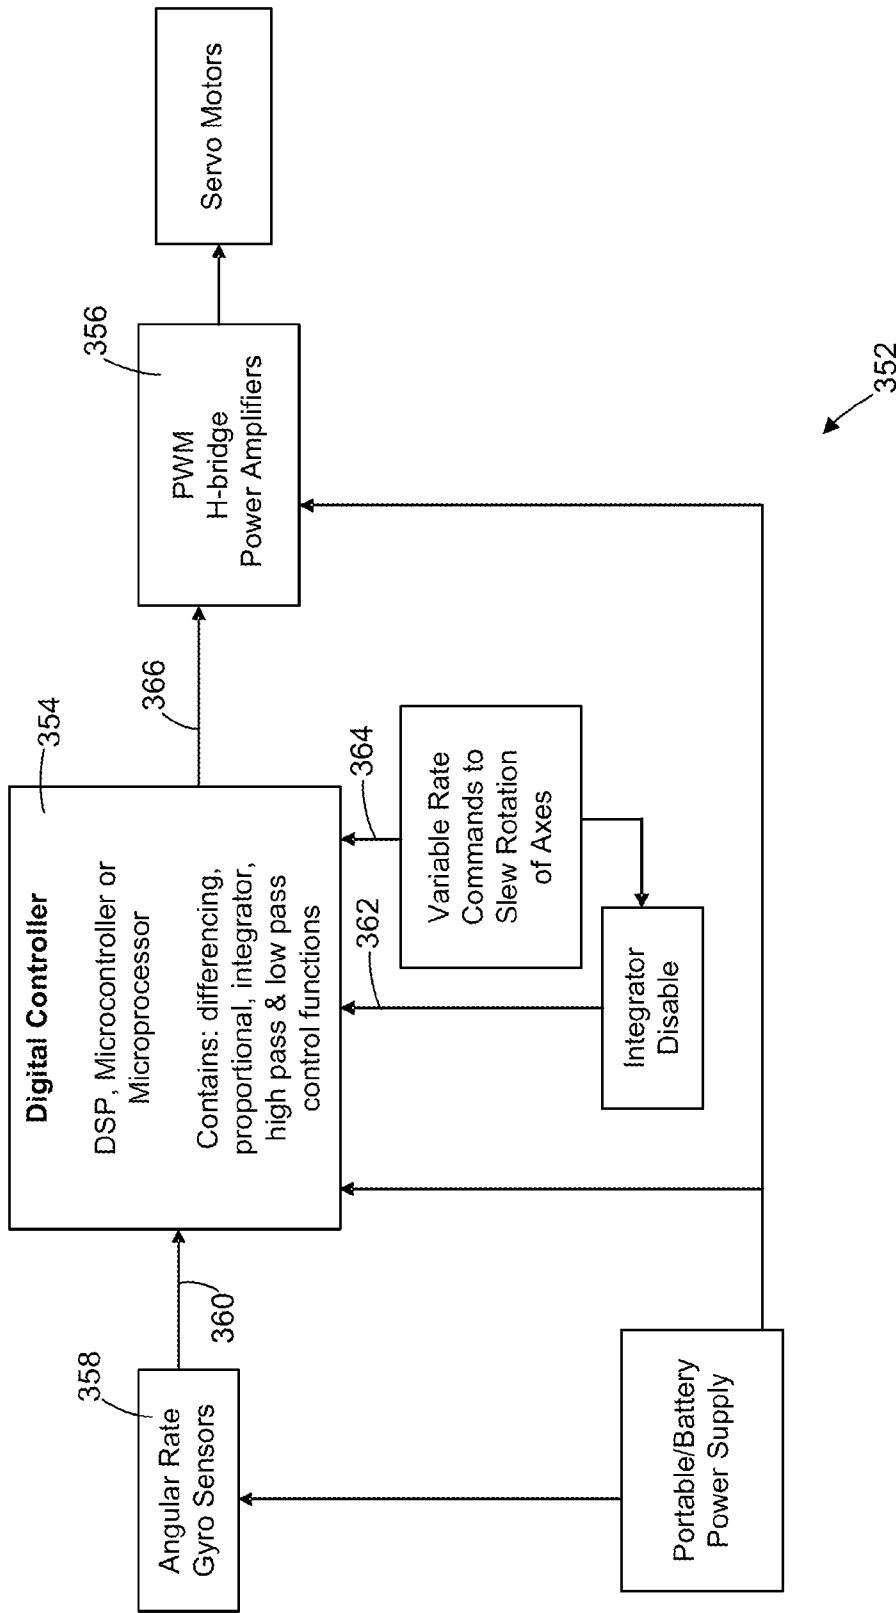 358
Angular Rate
Gyro Sensors
360
354
Digital Controller
DSP, Microcontroller or
Microprocessor
Contains: differencing,
proportional, integrator,
high pass & low pass
control functions
366
356
PWM
H-bridge
Power Amplifiers
Servo Motors
362
364
Variable Rate
Commands to
Slew Rotation
of Axes
Integrator
Disable
Portable/Battery
Power Supply
352